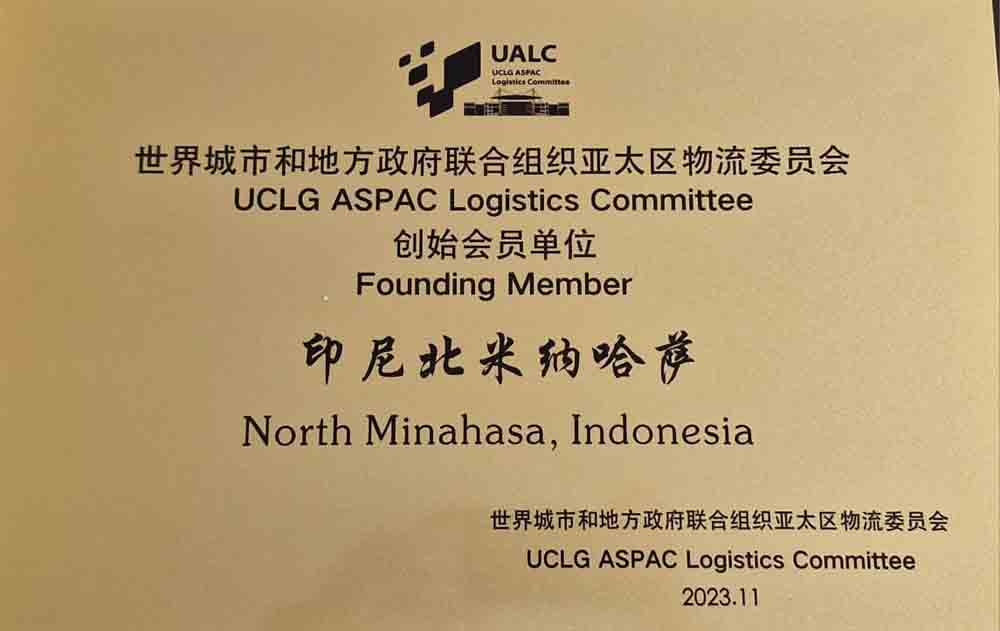 UALC
UCLG ASPAC
Logistics Committee
世界城市和地方政府联合组织亚太区物流委员会
UCLG ASPAC Logistics Committee
创始会员单位
Founding Member
印尼北米纳哈萨
North Minahasa, Indonesia
世界城市和地方政府联合组织亚太区物流委员会
UCLG ASPAC Logistics Committee
2023.11